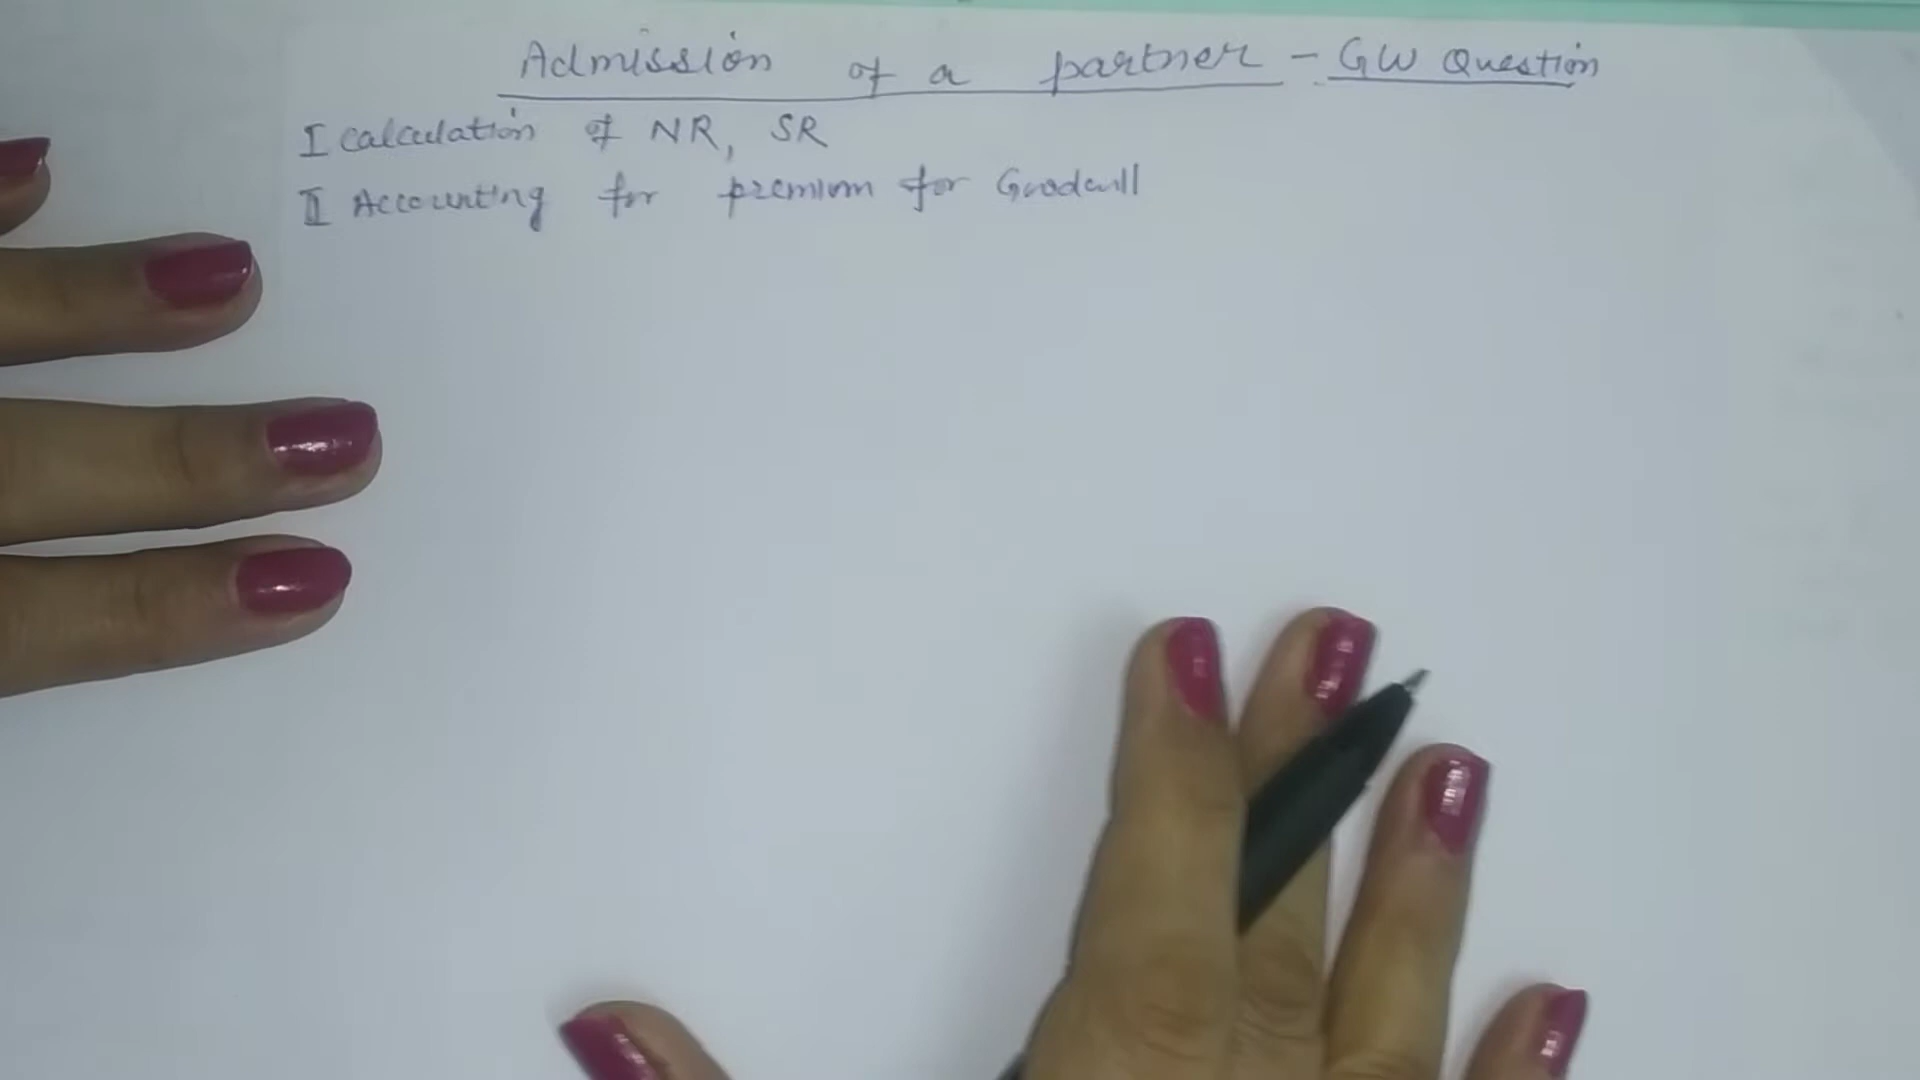 Admission of a partner - GW Question
I Calculation of NR, SR
II Accounting for premium for Goodwill